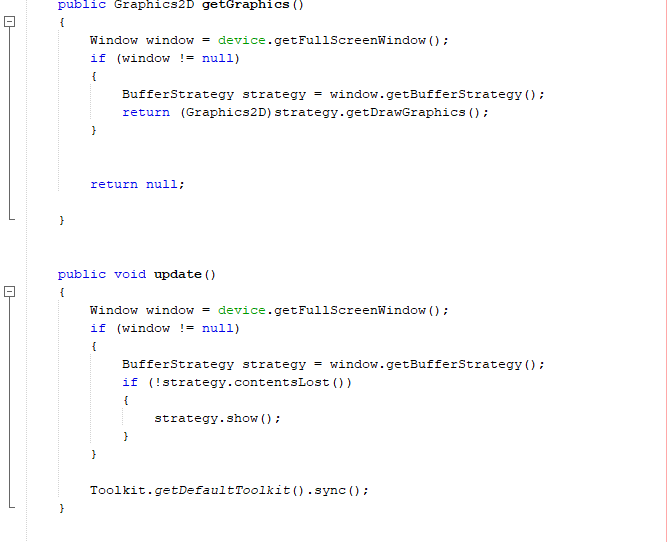 public Graphics2D getGraphics()
{
Window window = device.getFullScreenWindow();
if (window != null)
{
BufferStrategy strategy = window.getBufferStrategy();
return (Graphics2D)strategy.getDrawGraphics();
}
return null;
}
public void update()
{
Window window = device.getFullScreenWindow();
if (window != null)
{
BufferStrategy strategy = window.getBufferStrategy();
if (!strategy.contentsLost())
{
strategy.show();
}
}
Toolkit.getDefaultToolkit().sync();
}